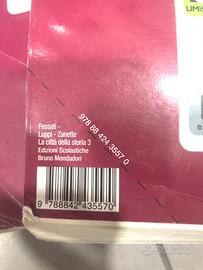 LIMIS
978 88 424 3557 0
Fossati -
Luppi - Zanette
La città della storia 3
Edizioni Scolastiche
Bruno Mondadori
9 788842 435570